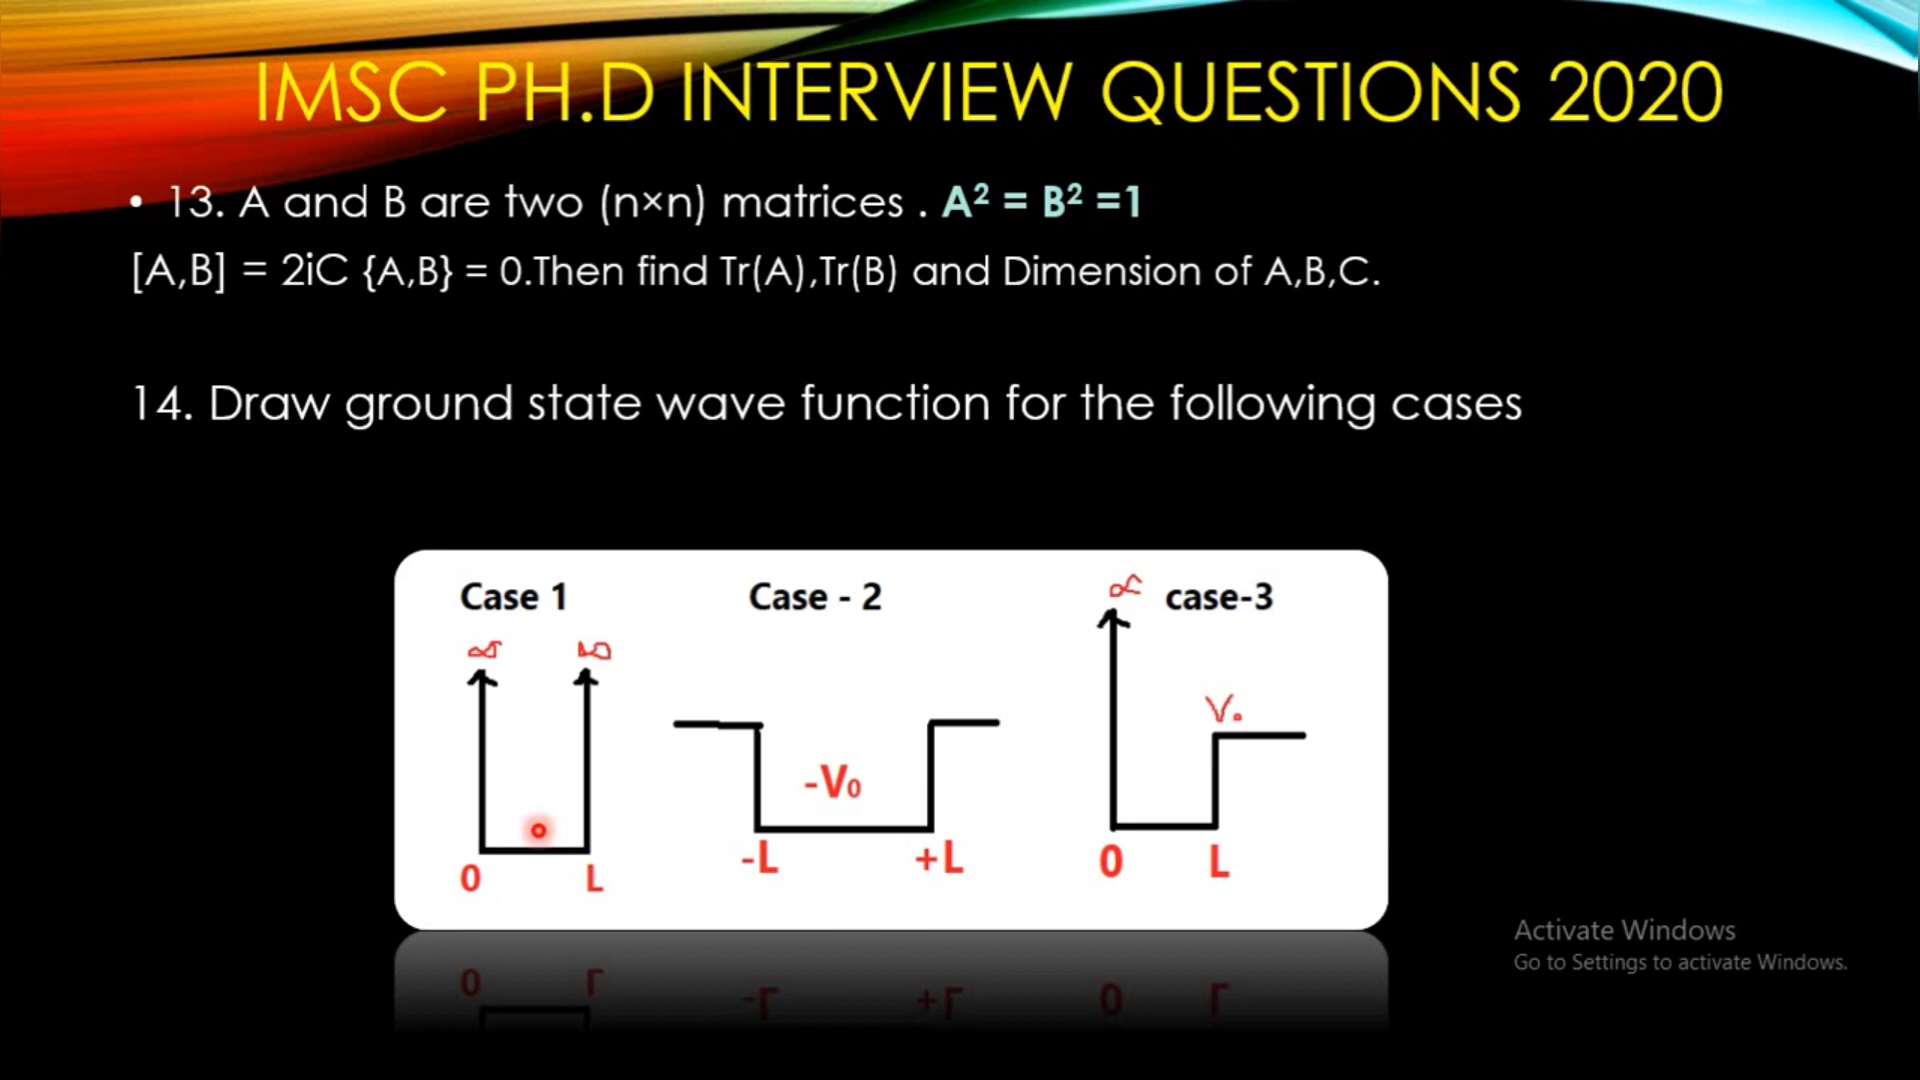 IMSC PH.D INTERVIEW QUESTIONS 2020
• 13. A and B are two (n×n) matrices . A² = B² =1
[A,B] = 2iC {A,B} = 0.Then find Tr(A),Tr(B) and Dimension of A,B,C.
14. Draw ground state wave function for the following cases
Case 1
Case - 2
case-3
∞ ∞
∞
V₀
-V₀
0 L
-L +L
0 L
Activate Windows
Go to Settings to activate Windows.